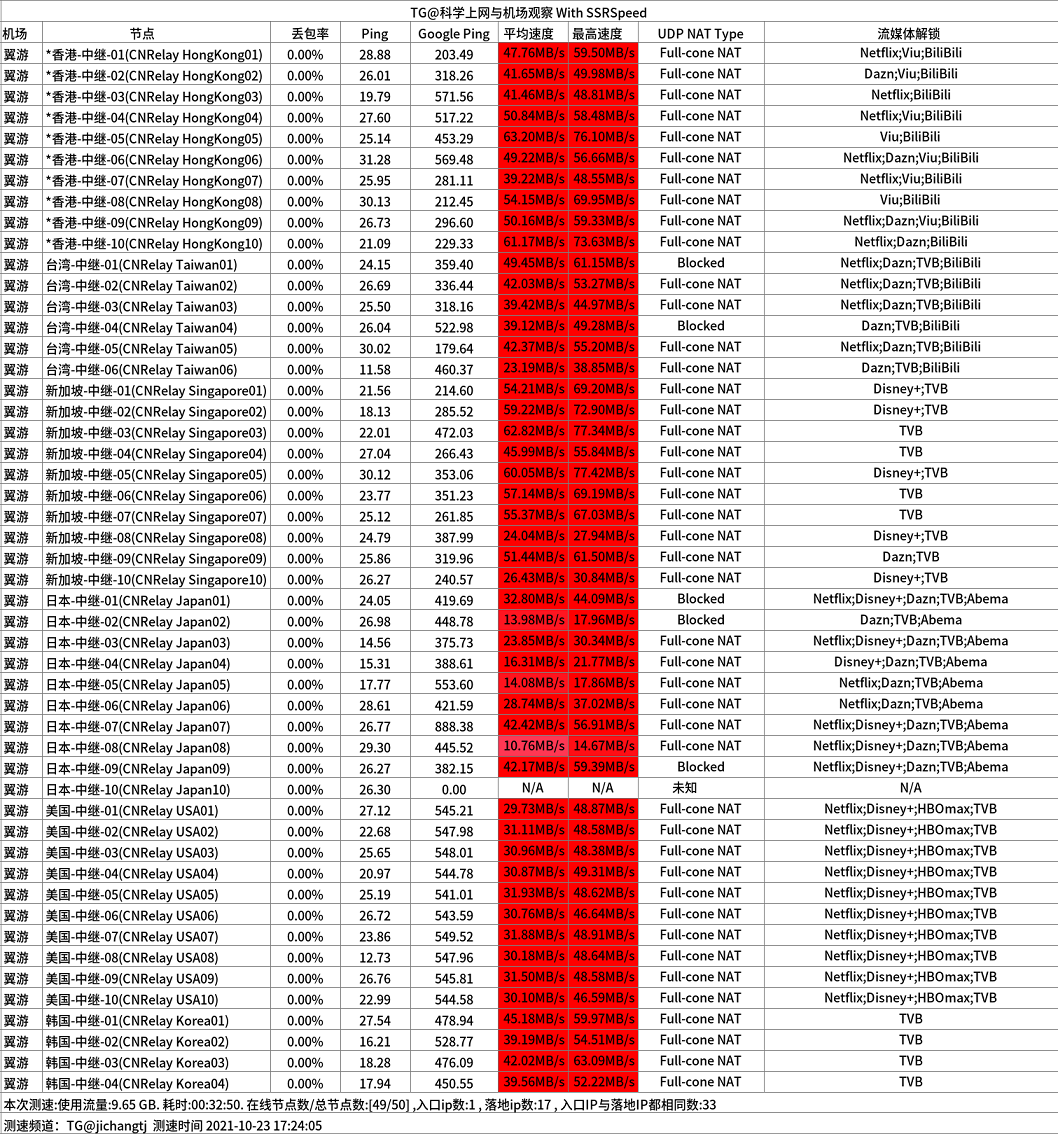 TG@科学上网与机场观察 With SSRSpeed
机场 节点 丢包率 Ping Google Ping 平均速度 最高速度 UDP NAT Type 流媒体解锁
翼游 *香港-中继-01(CNRelay HongKong01) 0.00% 28.88 203.49 47.76MB/s 59.50MB/s Full-cone NAT Netflix;Viu;BiliBili
翼游 *香港-中继-02(CNRelay HongKong02) 0.00% 26.01 318.26 41.65MB/s 49.98MB/s Full-cone NAT Dazn;Viu;BiliBili
翼游 *香港-中继-03(CNRelay HongKong03) 0.00% 19.79 571.56 41.46MB/s 48.81MB/s Full-cone NAT Netflix;BiliBili
翼游 *香港-中继-04(CNRelay HongKong04) 0.00% 27.60 517.22 50.84MB/s 58.48MB/s Full-cone NAT Netflix;Viu;BiliBili
翼游 *香港-中继-05(CNRelay HongKong05) 0.00% 25.14 453.29 63.20MB/s 76.10MB/s Full-cone NAT Viu;BiliBili
翼游 *香港-中继-06(CNRelay HongKong06) 0.00% 31.28 569.48 49.22MB/s 56.66MB/s Full-cone NAT Netflix;Dazn;Viu;BiliBili
翼游 *香港-中继-07(CNRelay HongKong07) 0.00% 25.95 281.11 39.22MB/s 48.55MB/s Full-cone NAT Netflix;Viu;BiliBili
翼游 *香港-中继-08(CNRelay HongKong08) 0.00% 30.13 212.45 54.15MB/s 69.95MB/s Full-cone NAT Viu;BiliBili
翼游 *香港-中继-09(CNRelay HongKong09) 0.00% 26.73 296.60 50.16MB/s 59.33MB/s Full-cone NAT Netflix;Dazn;Viu;BiliBili
翼游 *香港-中继-10(CNRelay HongKong10) 0.00% 21.09 229.33 61.17MB/s 73.63MB/s Full-cone NAT Netflix;Dazn;BiliBili
翼游 台湾-中继-01(CNRelay Taiwan01) 0.00% 24.15 359.40 49.45MB/s 61.15MB/s Blocked Netflix;Dazn;TVB;BiliBili
翼游 台湾-中继-02(CNRelay Taiwan02) 0.00% 26.69 336.44 42.03MB/s 53.27MB/s Full-cone NAT Netflix;Dazn;TVB;BiliBili
翼游 台湾-中继-03(CNRelay Taiwan03) 0.00% 25.50 318.16 39.42MB/s 44.97MB/s Full-cone NAT Netflix;Dazn;TVB;BiliBili
翼游 台湾-中继-04(CNRelay Taiwan04) 0.00% 26.04 522.98 39.12MB/s 49.28MB/s Blocked Dazn;TVB;BiliBili
翼游 台湾-中继-05(CNRelay Taiwan05) 0.00% 30.02 179.64 42.37MB/s 55.20MB/s Full-cone NAT Netflix;Dazn;TVB;BiliBili
翼游 台湾-中继-06(CNRelay Taiwan06) 0.00% 11.58 460.37 23.19MB/s 38.85MB/s Full-cone NAT Dazn;TVB;BiliBili
翼游 新加坡-中继-01(CNRelay Singapore01) 0.00% 21.56 214.60 54.21MB/s 69.20MB/s Full-cone NAT Disney+;TVB
翼游 新加坡-中继-02(CNRelay Singapore02) 0.00% 18.13 285.52 59.22MB/s 72.90MB/s Full-cone NAT Disney+;TVB
翼游 新加坡-中继-03(CNRelay Singapore03) 0.00% 22.01 472.03 62.82MB/s 77.34MB/s Full-cone NAT TVB
翼游 新加坡-中继-04(CNRelay Singapore04) 0.00% 27.04 266.43 45.99MB/s 55.84MB/s Full-cone NAT TVB
翼游 新加坡-中继-05(CNRelay Singapore05) 0.00% 30.12 353.06 60.05MB/s 77.42MB/s Full-cone NAT Disney+;TVB
翼游 新加坡-中继-06(CNRelay Singapore06) 0.00% 23.77 351.23 57.14MB/s 69.19MB/s Full-cone NAT TVB
翼游 新加坡-中继-07(CNRelay Singapore07) 0.00% 25.12 261.85 55.37MB/s 67.03MB/s Full-cone NAT TVB
翼游 新加坡-中继-08(CNRelay Singapore08) 0.00% 24.79 387.99 24.04MB/s 27.94MB/s Full-cone NAT Disney+;TVB
翼游 新加坡-中继-09(CNRelay Singapore09) 0.00% 25.86 319.96 51.44MB/s 61.50MB/s Full-cone NAT Dazn;TVB
翼游 新加坡-中继-10(CNRelay Singapore10) 0.00% 26.27 240.57 26.43MB/s 30.84MB/s Full-cone NAT Disney+;TVB
翼游 日本-中继-01(CNRelay Japan01) 0.00% 24.05 419.69 32.80MB/s 44.09MB/s Blocked Netflix;Disney+;Dazn;TVB;Abema
翼游 日本-中继-02(CNRelay Japan02) 0.00% 26.98 448.78 13.98MB/s 17.96MB/s Blocked Dazn;TVB;Abema
翼游 日本-中继-03(CNRelay Japan03) 0.00% 14.56 375.73 23.85MB/s 30.34MB/s Full-cone NAT Netflix;Disney+;Dazn;TVB;Abema
翼游 日本-中继-04(CNRelay Japan04) 0.00% 15.31 388.61 16.31MB/s 21.77MB/s Full-cone NAT Disney+;Dazn;TVB;Abema
翼游 日本-中继-05(CNRelay Japan05) 0.00% 17.77 553.60 14.08MB/s 17.86MB/s Full-cone NAT Netflix;Dazn;TVB;Abema
翼游 日本-中继-06(CNRelay Japan06) 0.00% 28.61 421.59 28.74MB/s 37.02MB/s Full-cone NAT Netflix;Dazn;TVB;Abema
翼游 日本-中继-07(CNRelay Japan07) 0.00% 26.77 888.38 42.42MB/s 56.91MB/s Full-cone NAT Netflix;Disney+;Dazn;TVB;Abema
翼游 日本-中继-08(CNRelay Japan08) 0.00% 29.30 445.52 10.76MB/s 14.67MB/s Full-cone NAT Netflix;Disney+;Dazn;TVB;Abema
翼游 日本-中继-09(CNRelay Japan09) 0.00% 26.27 382.15 42.17MB/s 59.39MB/s Blocked Netflix;Disney+;Dazn;TVB;Abema
翼游 日本-中继-10(CNRelay Japan10) 0.00% 26.30 0.00 N/A N/A 未知 N/A
翼游 美国-中继-01(CNRelay USA01) 0.00% 27.12 545.21 29.73MB/s 48.87MB/s Full-cone NAT Netflix;Disney+;HBOmax;TVB
翼游 美国-中继-02(CNRelay USA02) 0.00% 22.68 547.98 31.11MB/s 48.58MB/s Full-cone NAT Netflix;Disney+;HBOmax;TVB
翼游 美国-中继-03(CNRelay USA03) 0.00% 25.65 548.01 30.96MB/s 48.38MB/s Full-cone NAT Netflix;Disney+;HBOmax;TVB
翼游 美国-中继-04(CNRelay USA04) 0.00% 20.97 544.78 30.87MB/s 49.31MB/s Full-cone NAT Netflix;Disney+;HBOmax;TVB
翼游 美国-中继-05(CNRelay USA05) 0.00% 25.19 541.01 31.93MB/s 48.62MB/s Full-cone NAT Netflix;Disney+;HBOmax;TVB
翼游 美国-中继-06(CNRelay USA06) 0.00% 26.72 543.59 30.76MB/s 46.64MB/s Full-cone NAT Netflix;Disney+;HBOmax;TVB
翼游 美国-中继-07(CNRelay USA07) 0.00% 23.86 549.52 31.88MB/s 48.91MB/s Full-cone NAT Netflix;Disney+;HBOmax;TVB
翼游 美国-中继-08(CNRelay USA08) 0.00% 12.73 547.96 30.18MB/s 48.64MB/s Full-cone NAT Netflix;Disney+;HBOmax;TVB
翼游 美国-中继-09(CNRelay USA09) 0.00% 26.76 545.81 31.50MB/s 48.58MB/s Full-cone NAT Netflix;Disney+;HBOmax;TVB
翼游 美国-中继-10(CNRelay USA10) 0.00% 22.99 544.58 30.10MB/s 46.59MB/s Full-cone NAT Netflix;Disney+;HBOmax;TVB
翼游 韩国-中继-01(CNRelay Korea01) 0.00% 27.54 478.94 45.18MB/s 59.97MB/s Full-cone NAT TVB
翼游 韩国-中继-02(CNRelay Korea02) 0.00% 16.21 528.77 39.19MB/s 54.51MB/s Full-cone NAT TVB
翼游 韩国-中继-03(CNRelay Korea03) 0.00% 18.28 476.09 42.02MB/s 63.09MB/s Full-cone NAT TVB
翼游 韩国-中继-04(CNRelay Korea04) 0.00% 17.94 450.55 39.56MB/s 52.22MB/s Full-cone NAT TVB
本次测速:使用流量:9.65 GB. 耗时:00:32:50. 在线节点数/总节点数:[49/50] ,入口ip数:1 , 落地ip数:17 , 入口IP与落地IP都相同数:33
测速频道：TG@jichangtj 测速时间 2021-10-23 17:24:05